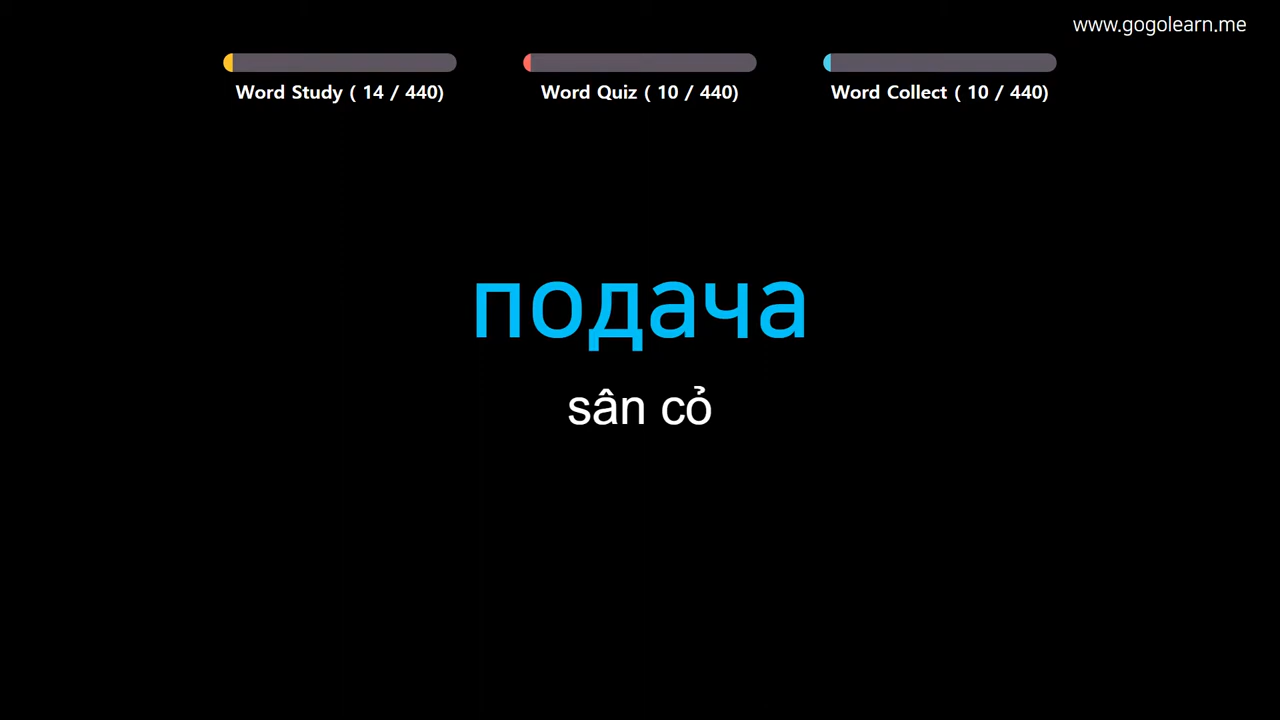 www.gogolearn.me
Word Study ( 14 / 440)
Word Quiz ( 10 / 440)
Word Collect ( 10 / 440)
подача
sân cỏ